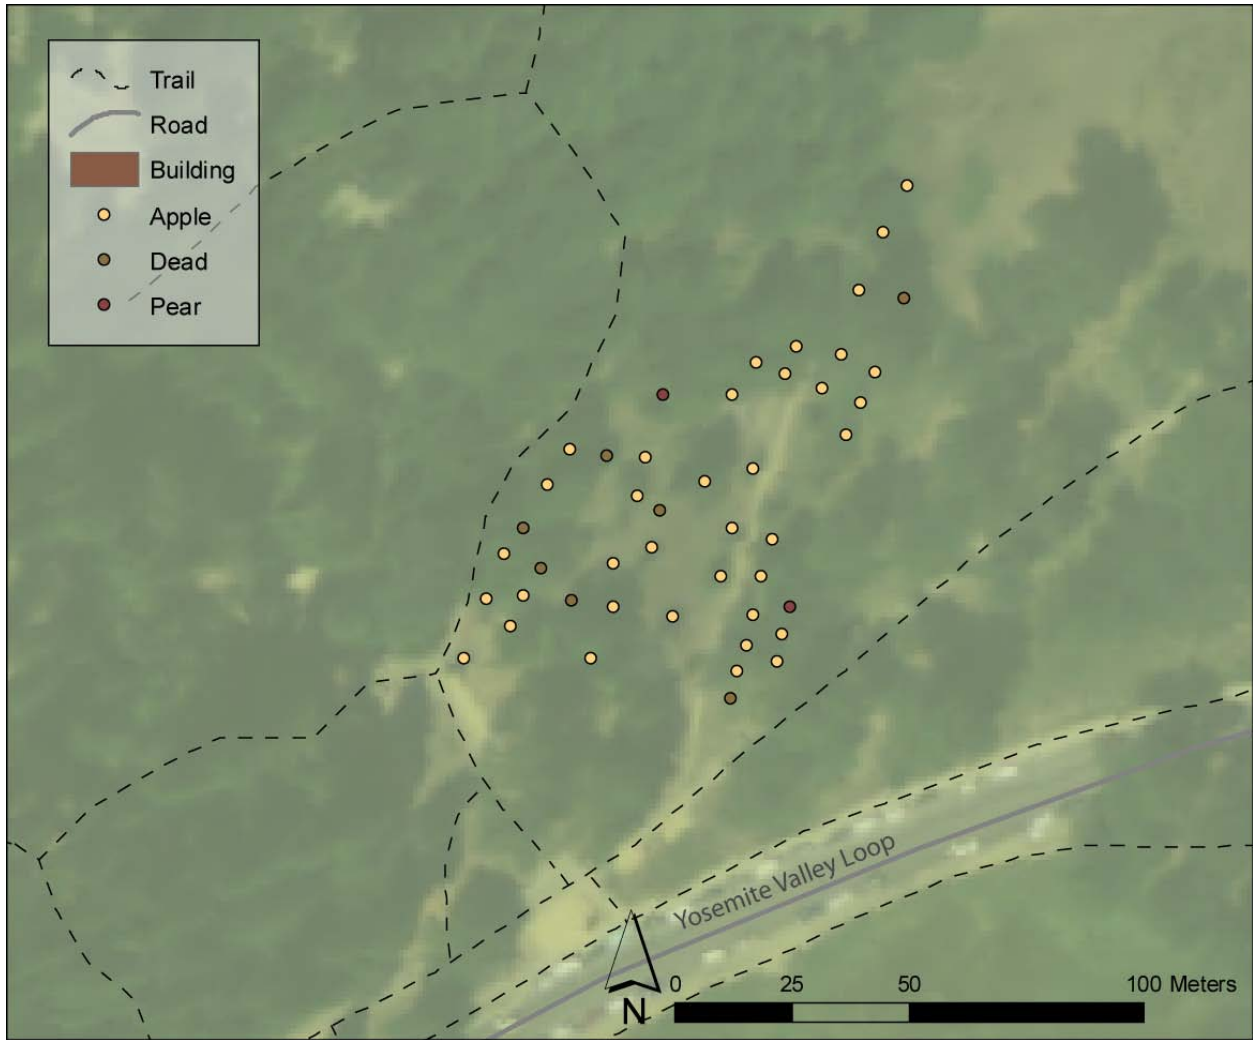 Trail
Road
Building
Apple
Dead
Pear
Yosemite Valley Loop
N
0 25 50 100 Meters